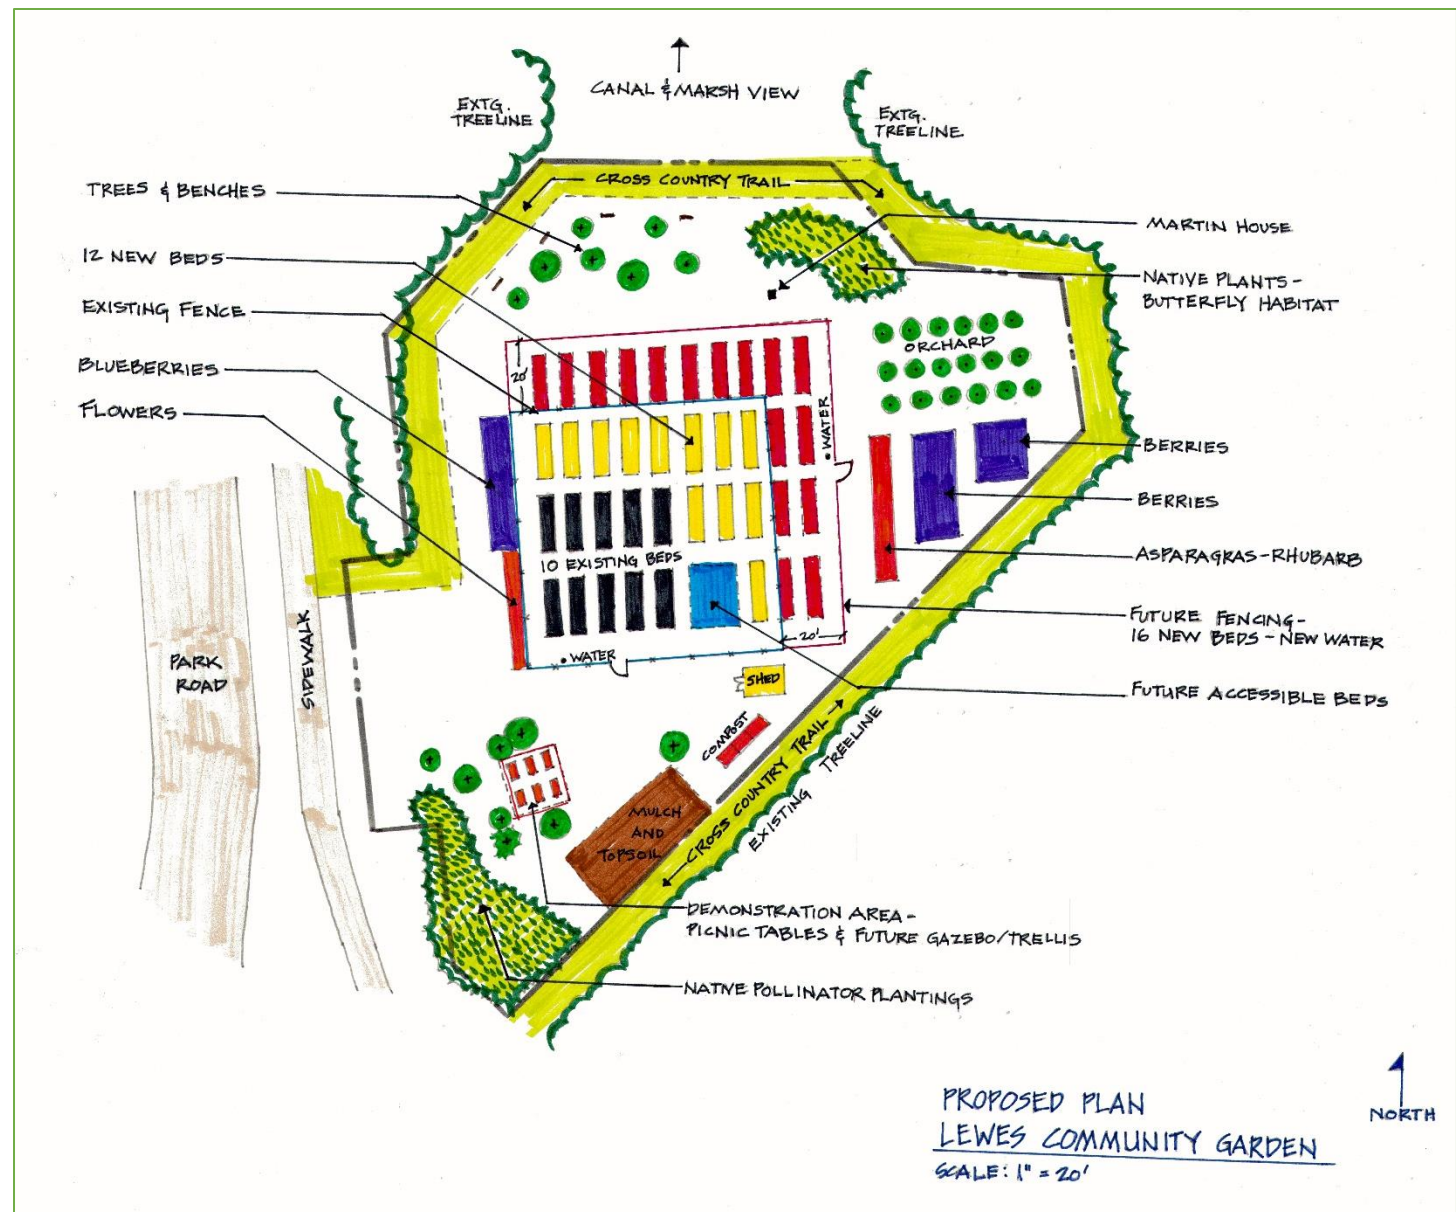 CANAL & MARSH VIEW
EXTG.
TREELINE
EXTG.
TREELINE
CROSS COUNTRY TRAIL
TREES & BENCHES
12 NEW BEDS
EXISTING FENCE
BLUEBERRIES
FLOWERS
MARTIN HOUSE
NATIVE PLANTS-
BUTTERFLY HABITAT
ORCHARD
20'
WATER
BERRIES
BERRIES
ASPARAGRAS-RHUBARB
10 EXISTING BEDS
FUTURE FENCING-
16 NEW BEDS-NEW WATER
20'
WATER
FUTURE ACCESSIBLE BEDS
PARK
ROAD
SIDEWALK
SHED
COMPOST
CROSS COUNTRY TRAIL
EXISTING TREELINE
MULCH
AND
TOPSOIL
DEMONSTRATION AREA-
PICNIC TABLES & FUTURE GAZEBO/TRELLIS
NATIVE POLLINATOR PLANTINGS
PROPOSED PLAN
LEWES COMMUNITY GARDEN
SCALE: 1" = 20'
NORTH